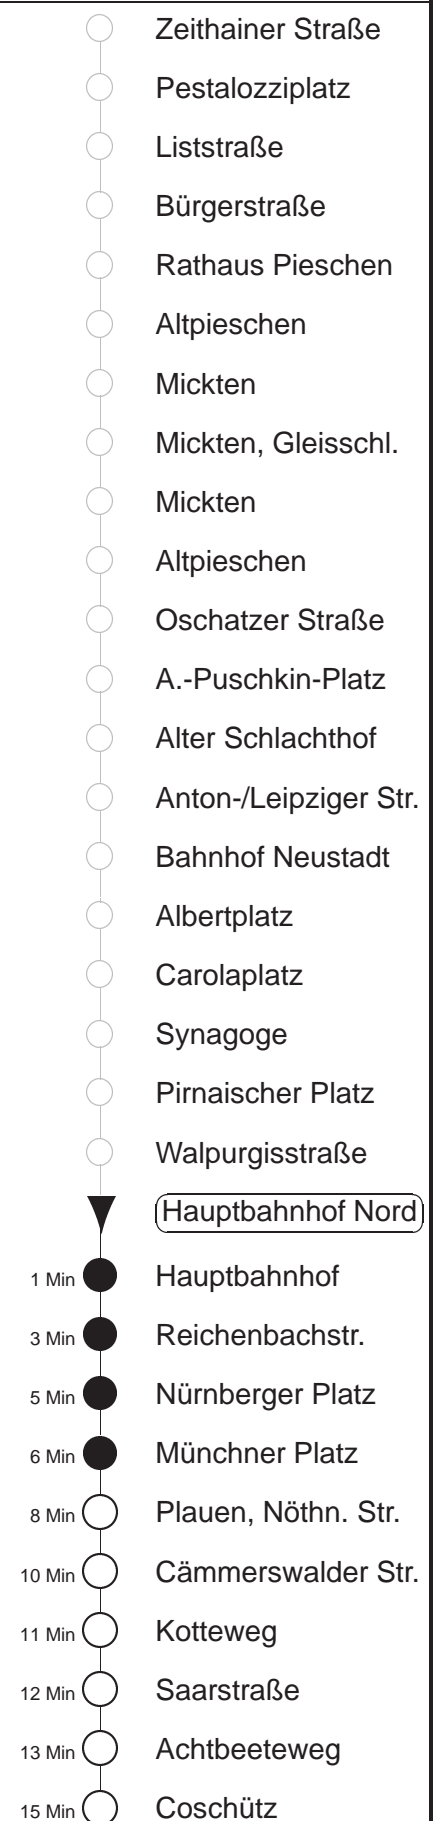 Zeithainer Straße
Pestalozziplatz
Liststraße
Bürgerstraße
Rathaus Pieschen
Altpieschen
Mickten
Mickten, Gleisschl.
Mickten
Altpieschen
Oschatzer Straße
A.-Puschkin-Platz
Alter Schlachthof
Anton-/Leipziger Str.
Bahnhof Neustadt
Albertplatz
Carolaplatz
Synagoge
Pirnaischer Platz
Walpurgisstraße
Hauptbahnhof Nord
1 Min Hauptbahnhof
3 Min Reichenbachstr.
5 Min Nürnberger Platz
6 Min Münchner Platz
8 Min Plauen, Nöthn. Str.
10 Min Cämmerswalder Str.
11 Min Kotteweg
12 Min Saarstraße
13 Min Achtbeeteweg
15 Min Coschütz